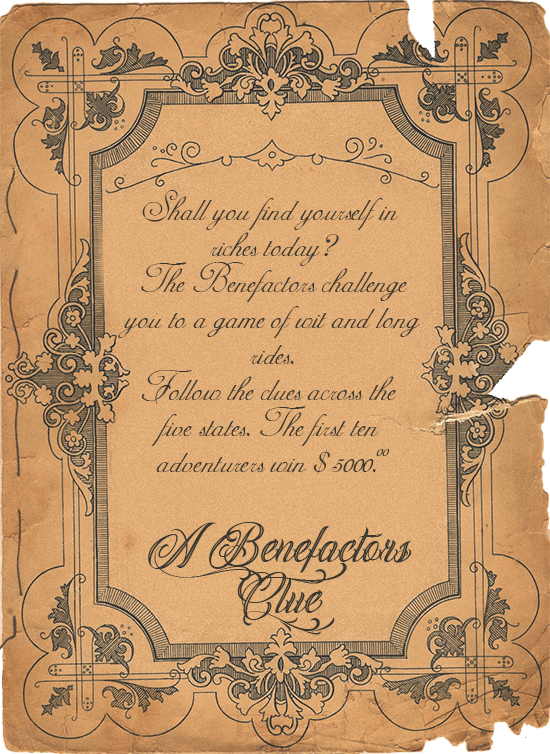 Shall you find yourself in
riches today?
The Benefactors challenge
you to a game of wit and long
rides.
Follow the clues across the
five states. The first ten
adventurers win $ 5000.00
A Benefactors
Clue